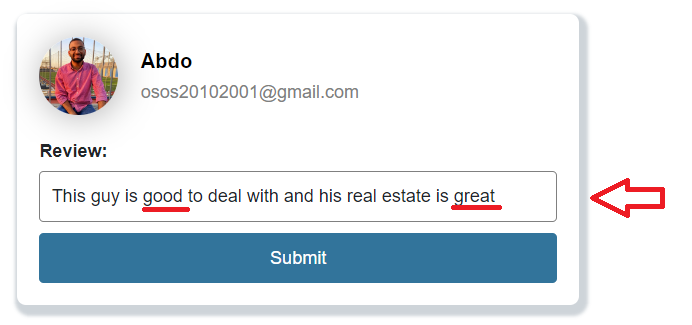 Abdo
osos20102001@gmail.com
Review:
This guy is good to deal with and his real estate is great
Submit